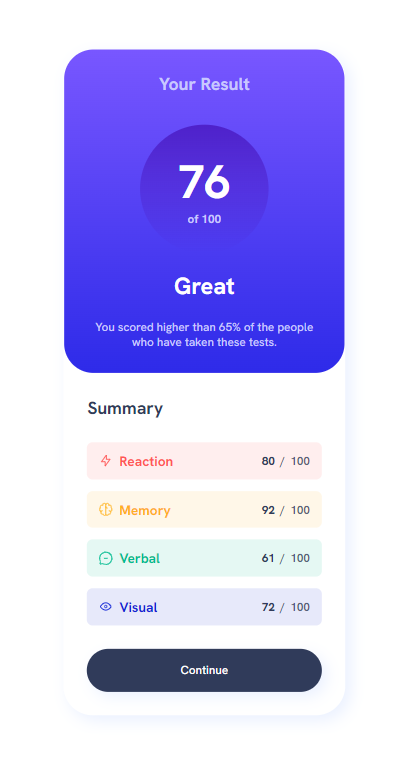 Your Result
76
of 100
Great
You scored higher than 65% of the people
who have taken these tests.
Summary
Reaction 80 / 100
Memory 92 / 100
Verbal 61 / 100
Visual 72 / 100
Continue